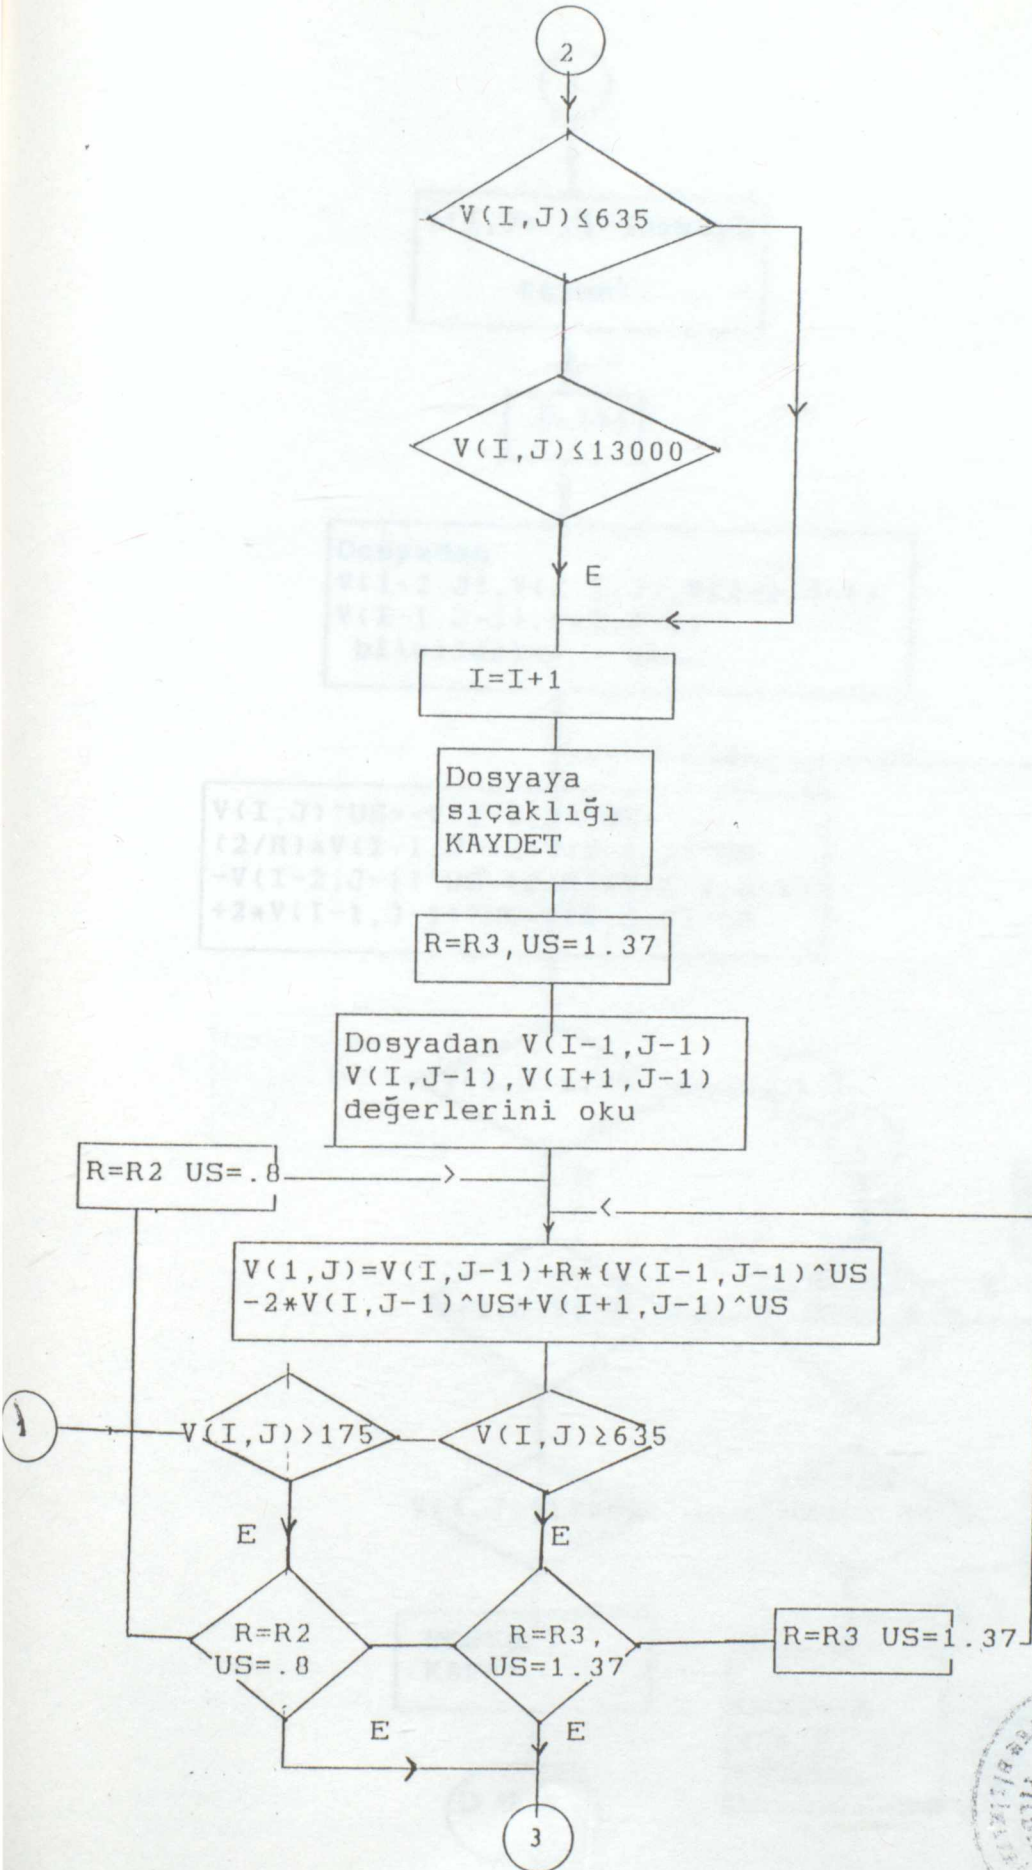 2
V(I,J)≤635
V(I,J)≤13000
E
I=I+1
Dosyaya
sıçaklığı
KAYDET
R=R3,US=1.37
Dosyadan V(I-1,J-1)
V(I,J-1),V(I+1,J-1)
değerlerini oku
R=R2 US=.8
>
<
V(1,J)=V(I,J-1)+R*(V(I-1,J-1)^US
-2*V(I,J-1)^US+V(I+1,J-1)^US
1
V(I,J)>175
V(I,J)≥635
E
E
R=R2
US=.8
R=R3,
US=1.37
R=R3 US=1.37
E
E
3